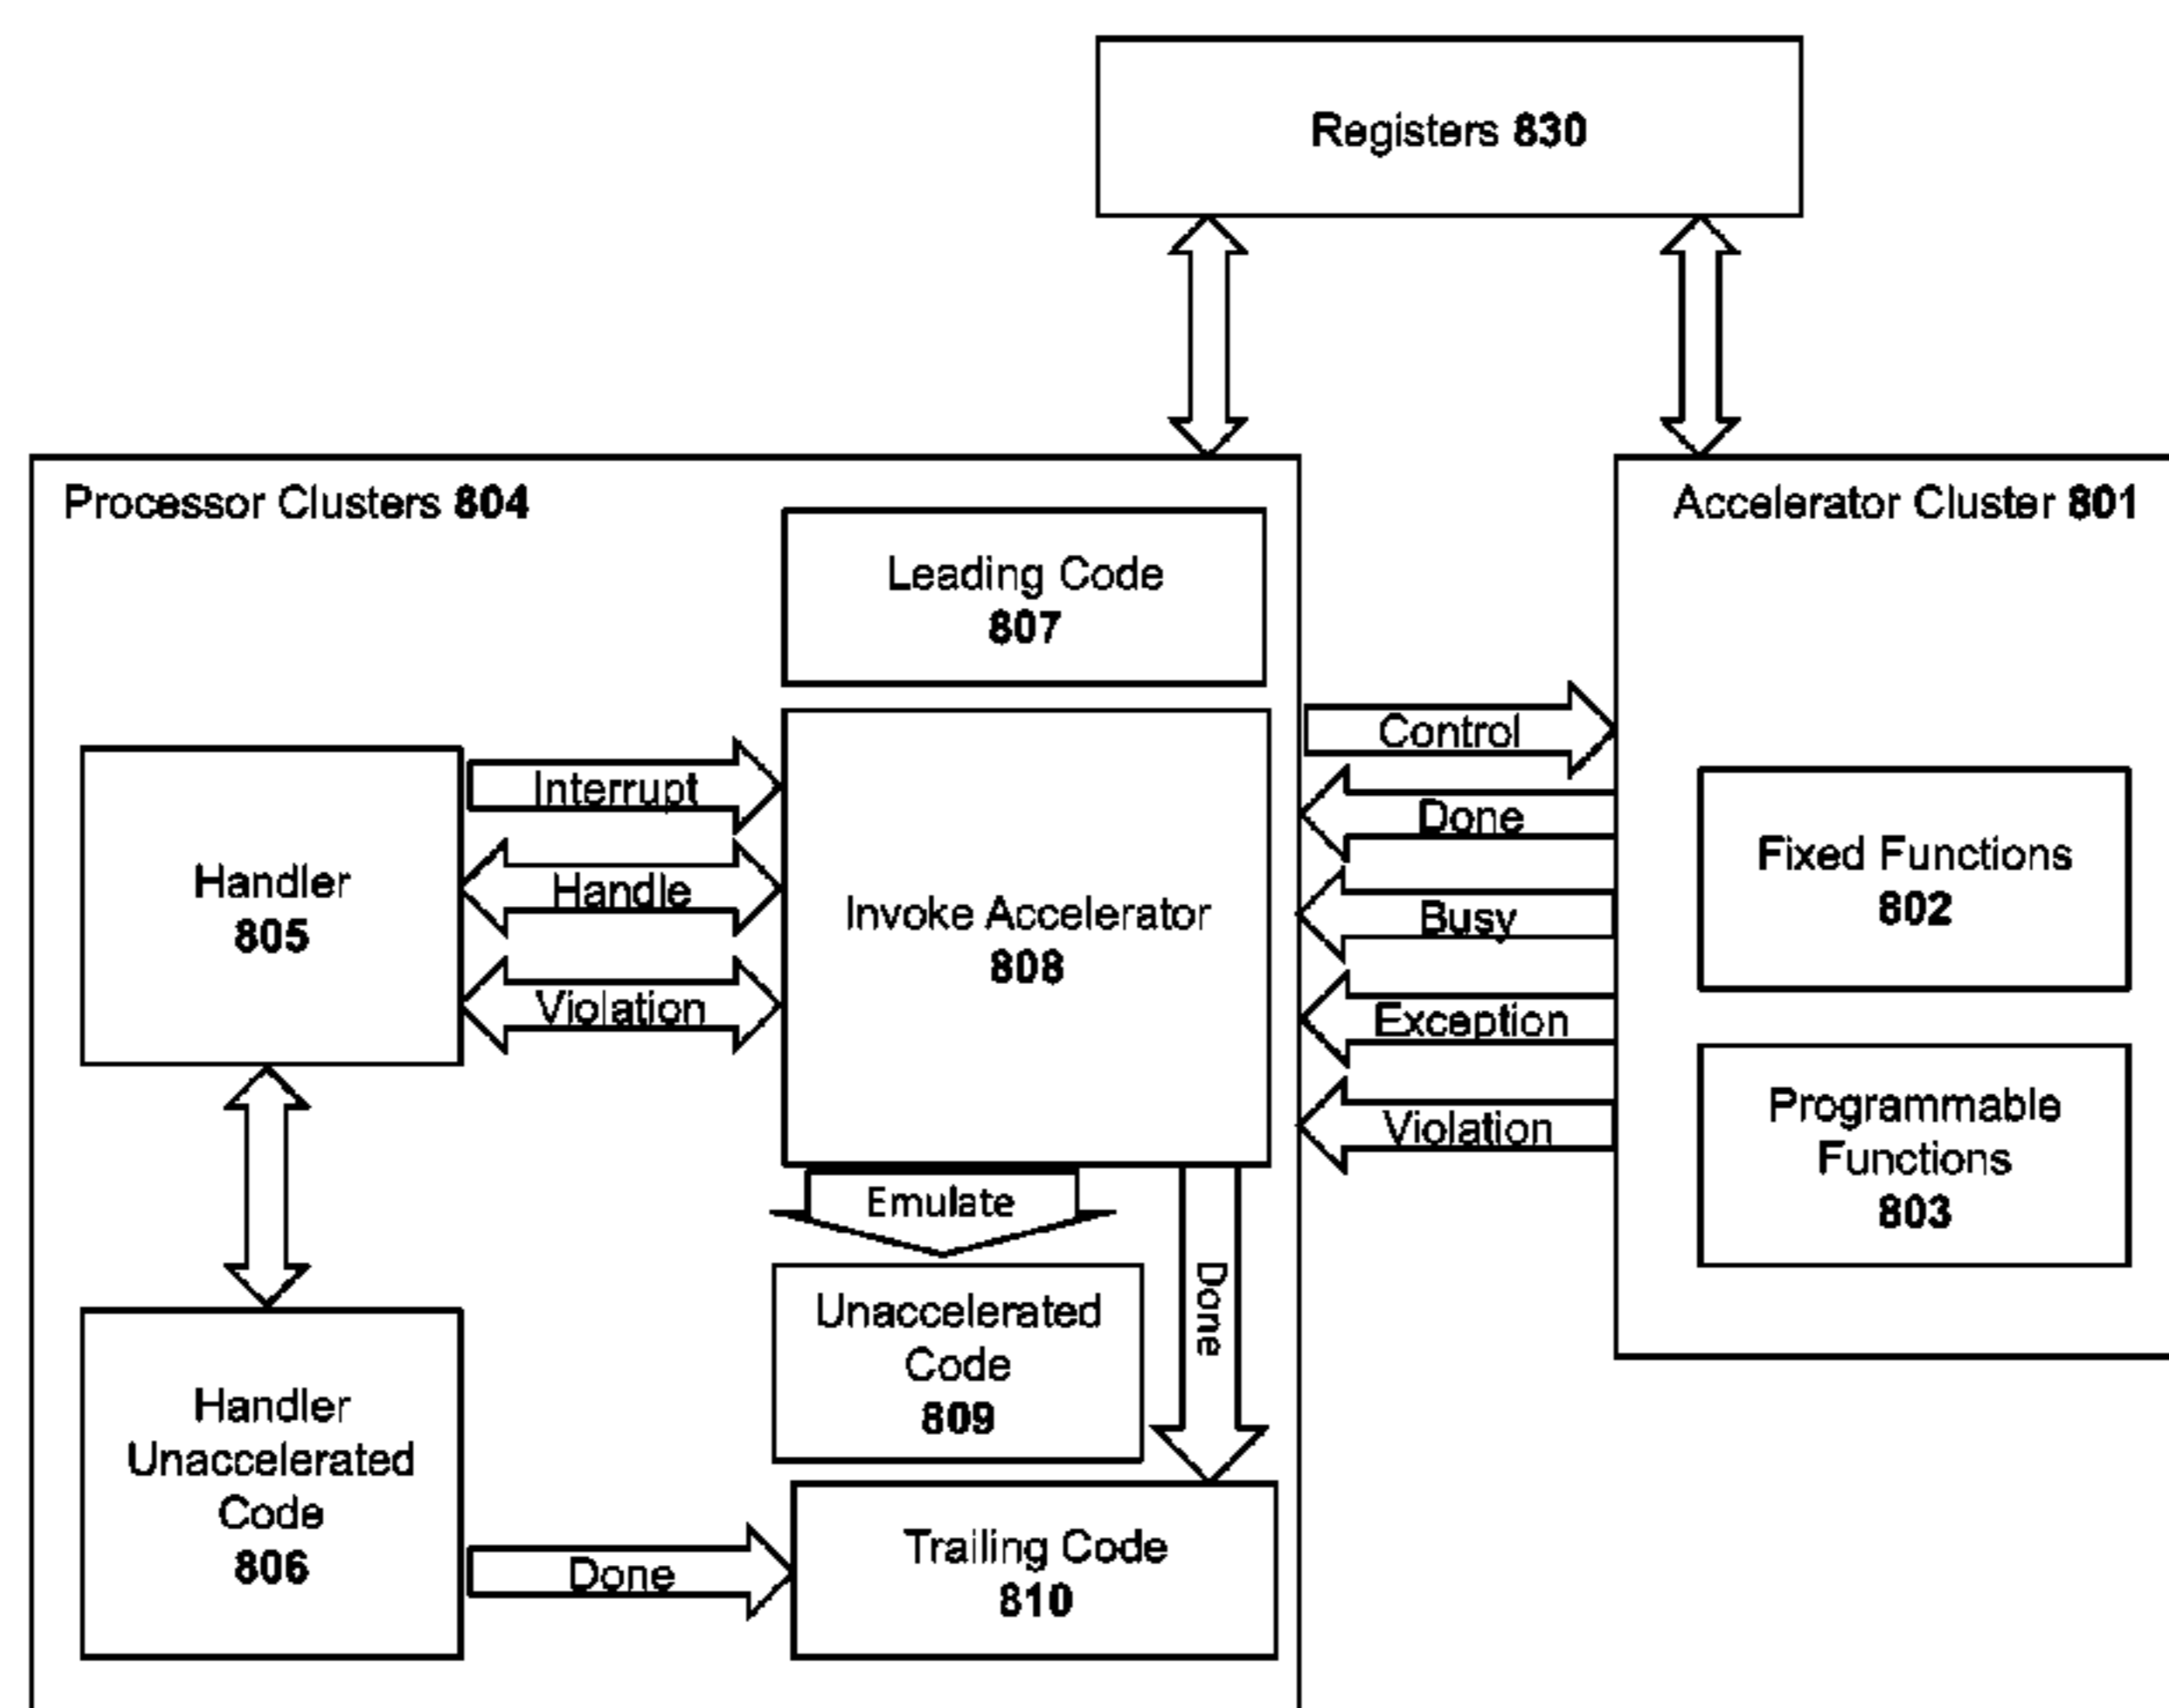 Registers 830
Processor Clusters 804
Accelerator Cluster 801
Leading Code
807
Control
Interrupt
Done
Handler
805
Handle
Invoke Accelerator
808
Busy
Fixed Functions
802
Violation
Exception
Violation
Programmable
Functions
803
Emulate
Done
Unaccelerated
Code
809
Handler
Unaccelerated
Code
806
Done
Trailing Code
810